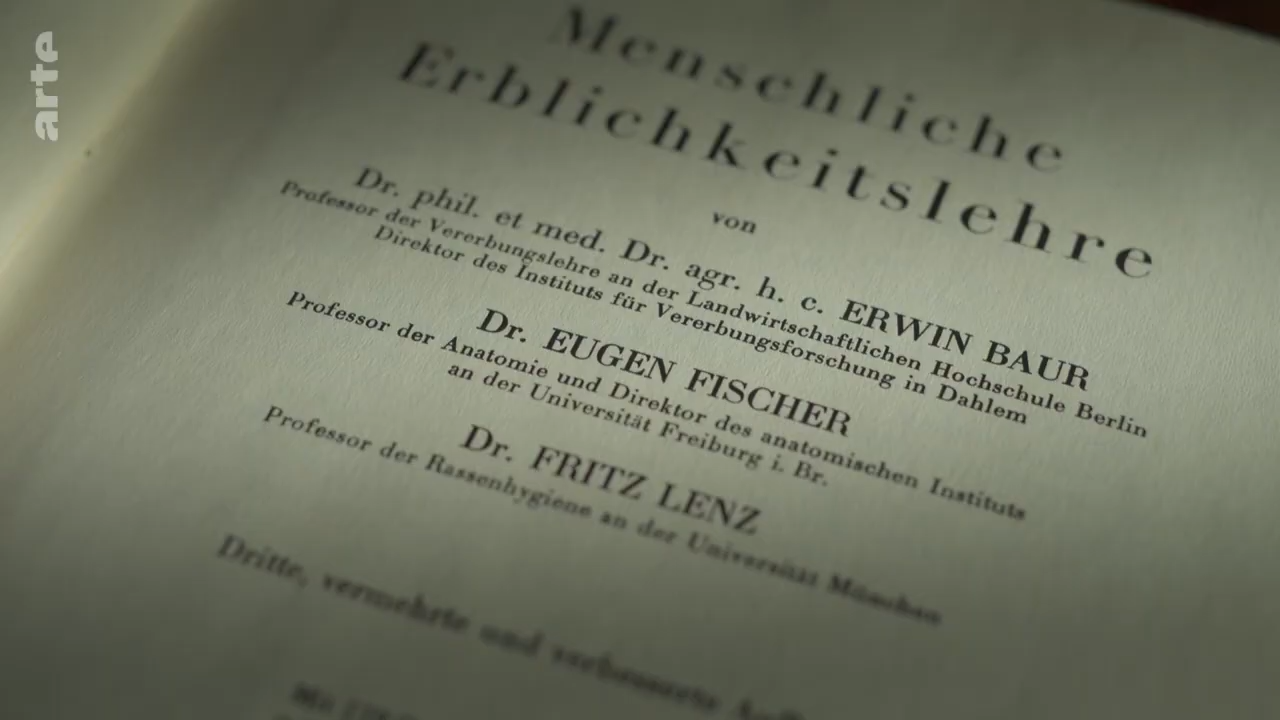 arte
Menschliche
Erblichkeitslehre
von
Dr. phil. et med. Dr. agr. h. c. ERWIN BAUR
Professor der Vererbungslehre an der Landwirtschaftlichen Hochschule Berlin
Direktor des Instituts für Vererbungsforschung in Dahlem
Dr. EUGEN FISCHER
Professor der Anatomie und Direktor des anatomischen Instituts
an der Universität Freiburg i. Br.
Dr. FRITZ LENZ
Professor der Rassenhygiene an der Universität München
Dritte, vermehrte und verbesserte
Mit